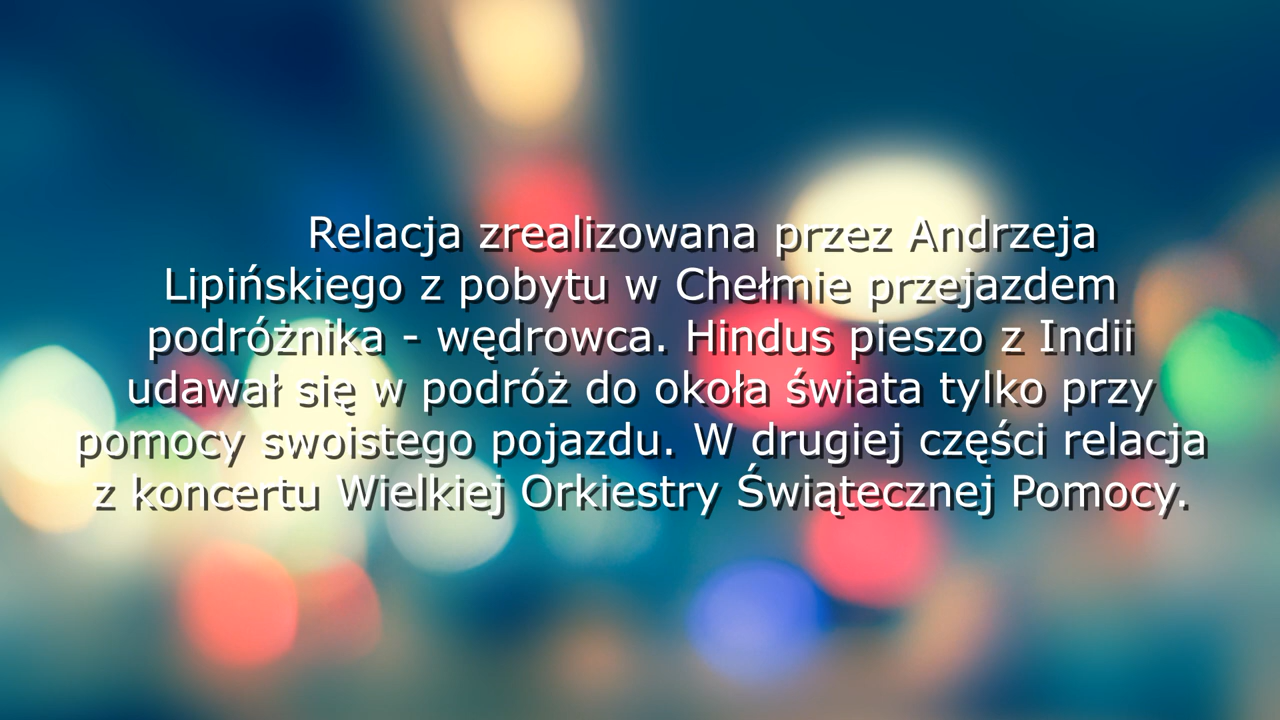 Relacja zrealizowana przez Andrzeja
Lipińskiego z pobytu w Chełmie przejazdem
podróżnika - wędrowca. Hindus pieszo z Indii
udawał się w podróż do okoła świata tylko przy
pomocy swoistego pojazdu. W drugiej części relacja
z koncertu Wielkiej Orkiestry Świątecznej Pomocy.